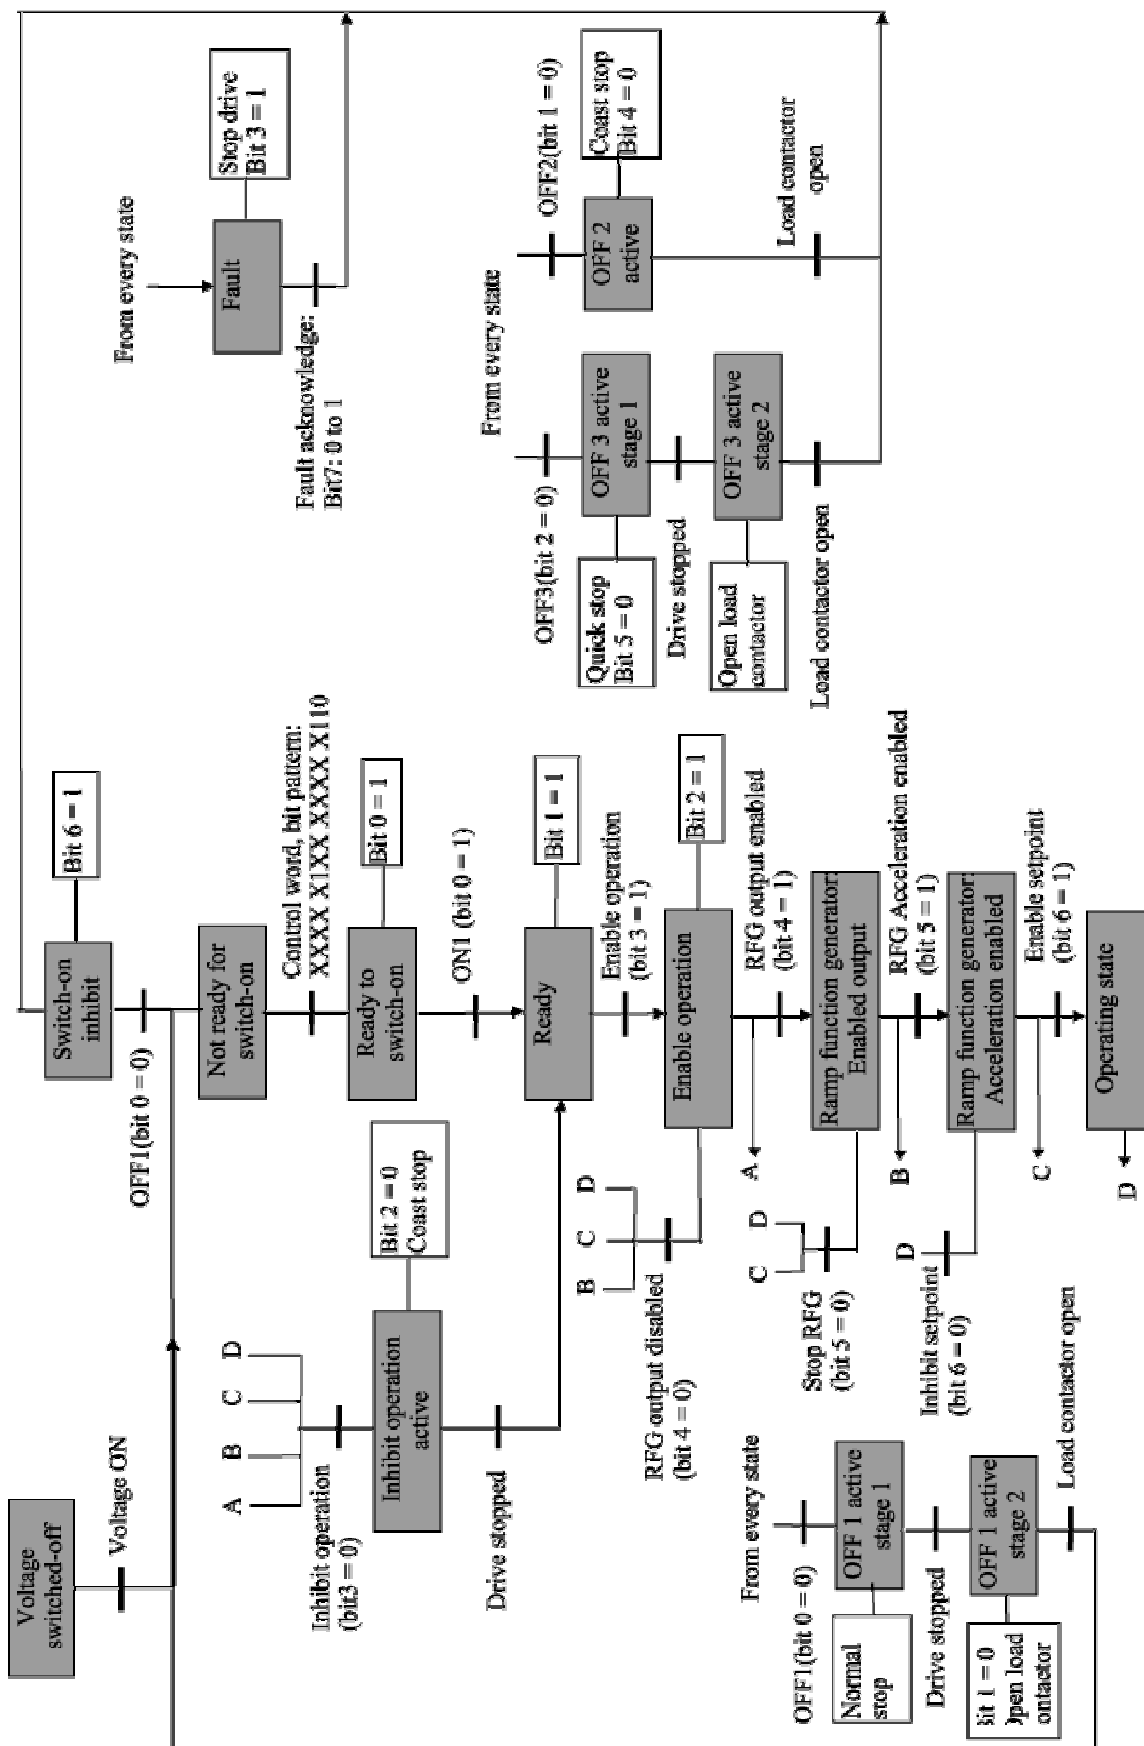 Voltage
switched-off
Voltage ON
Switch-on
inhibit
Bit 6 = 1
OFF1(bit 0 = 0)
Not ready for
switch-on
Control word, bit pattern:
XXXX X1XX XXXX X110
Ready to
switch-on
Bit 0 = 1
ON1 (bit 0 = 1)
Ready
Bit 1 = 1
Enable operation
(bit 3 = 1)
Enable operation
Bit 2 = 1
RFG output enabled
(bit 4 = 1)
A
Ramp function generator:
Enabled output
RFG Acceleration enabled
(bit 5 = 1)
B
Ramp function generator:
Acceleration enabled
Enable setpoint
(bit 6 = 1)
C
Operating state
D
A B C D
Inhibit operation
(bit3 = 0)
Inhibit operation
active
Bit 2 = 0
Coast stop
Drive stopped
B C D
RFG output disabled
(bit 4 = 0)
C D
Stop RFG
(bit 5 = 0)
D
Inhibit setpoint
(bit 6 = 0)
From every state
OFF1(bit 0 = 0)
OFF 1 active
stage 1
Normal
stop
Drive stopped
OFF 1 active
stage 2
Bit 1 = 0
Open load
ontactor
Load contactor open
From every state
Fault
Stop drive
Bit 3 = 1
Fault acknowledge:
Bit7: 0 to 1
From every state
OFF3(bit 2 = 0)
OFF 3 active
stage 1
Quick stop
Bit 5 = 0
Drive stopped
OFF 3 active
stage 2
Open load
contactor
Load contactor open
OFF2(bit 1 = 0)
OFF 2
active
Coast stop
Bit 4 = 0
Load contactor
open